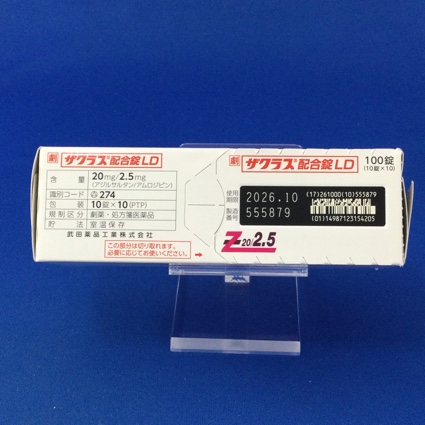 劇 ザクラス®配合錠LD
含量 20mg/2.5mg
(アジルサルタン/アムロジピン)
識別コード 274
包装 10錠×10(PTP)
規制区分 劇薬・処方箋医薬品
貯法 室温保存
武田薬品工業株式会社
この部分は切り取れます。
必要に応じてお使いください。
劇 ザクラス®配合錠LD 100錠
(10錠×10)
使用期限 2026.10
製造番号 555879
(17)261000(10)555879
(01)14987123154205
Z 20 2.5